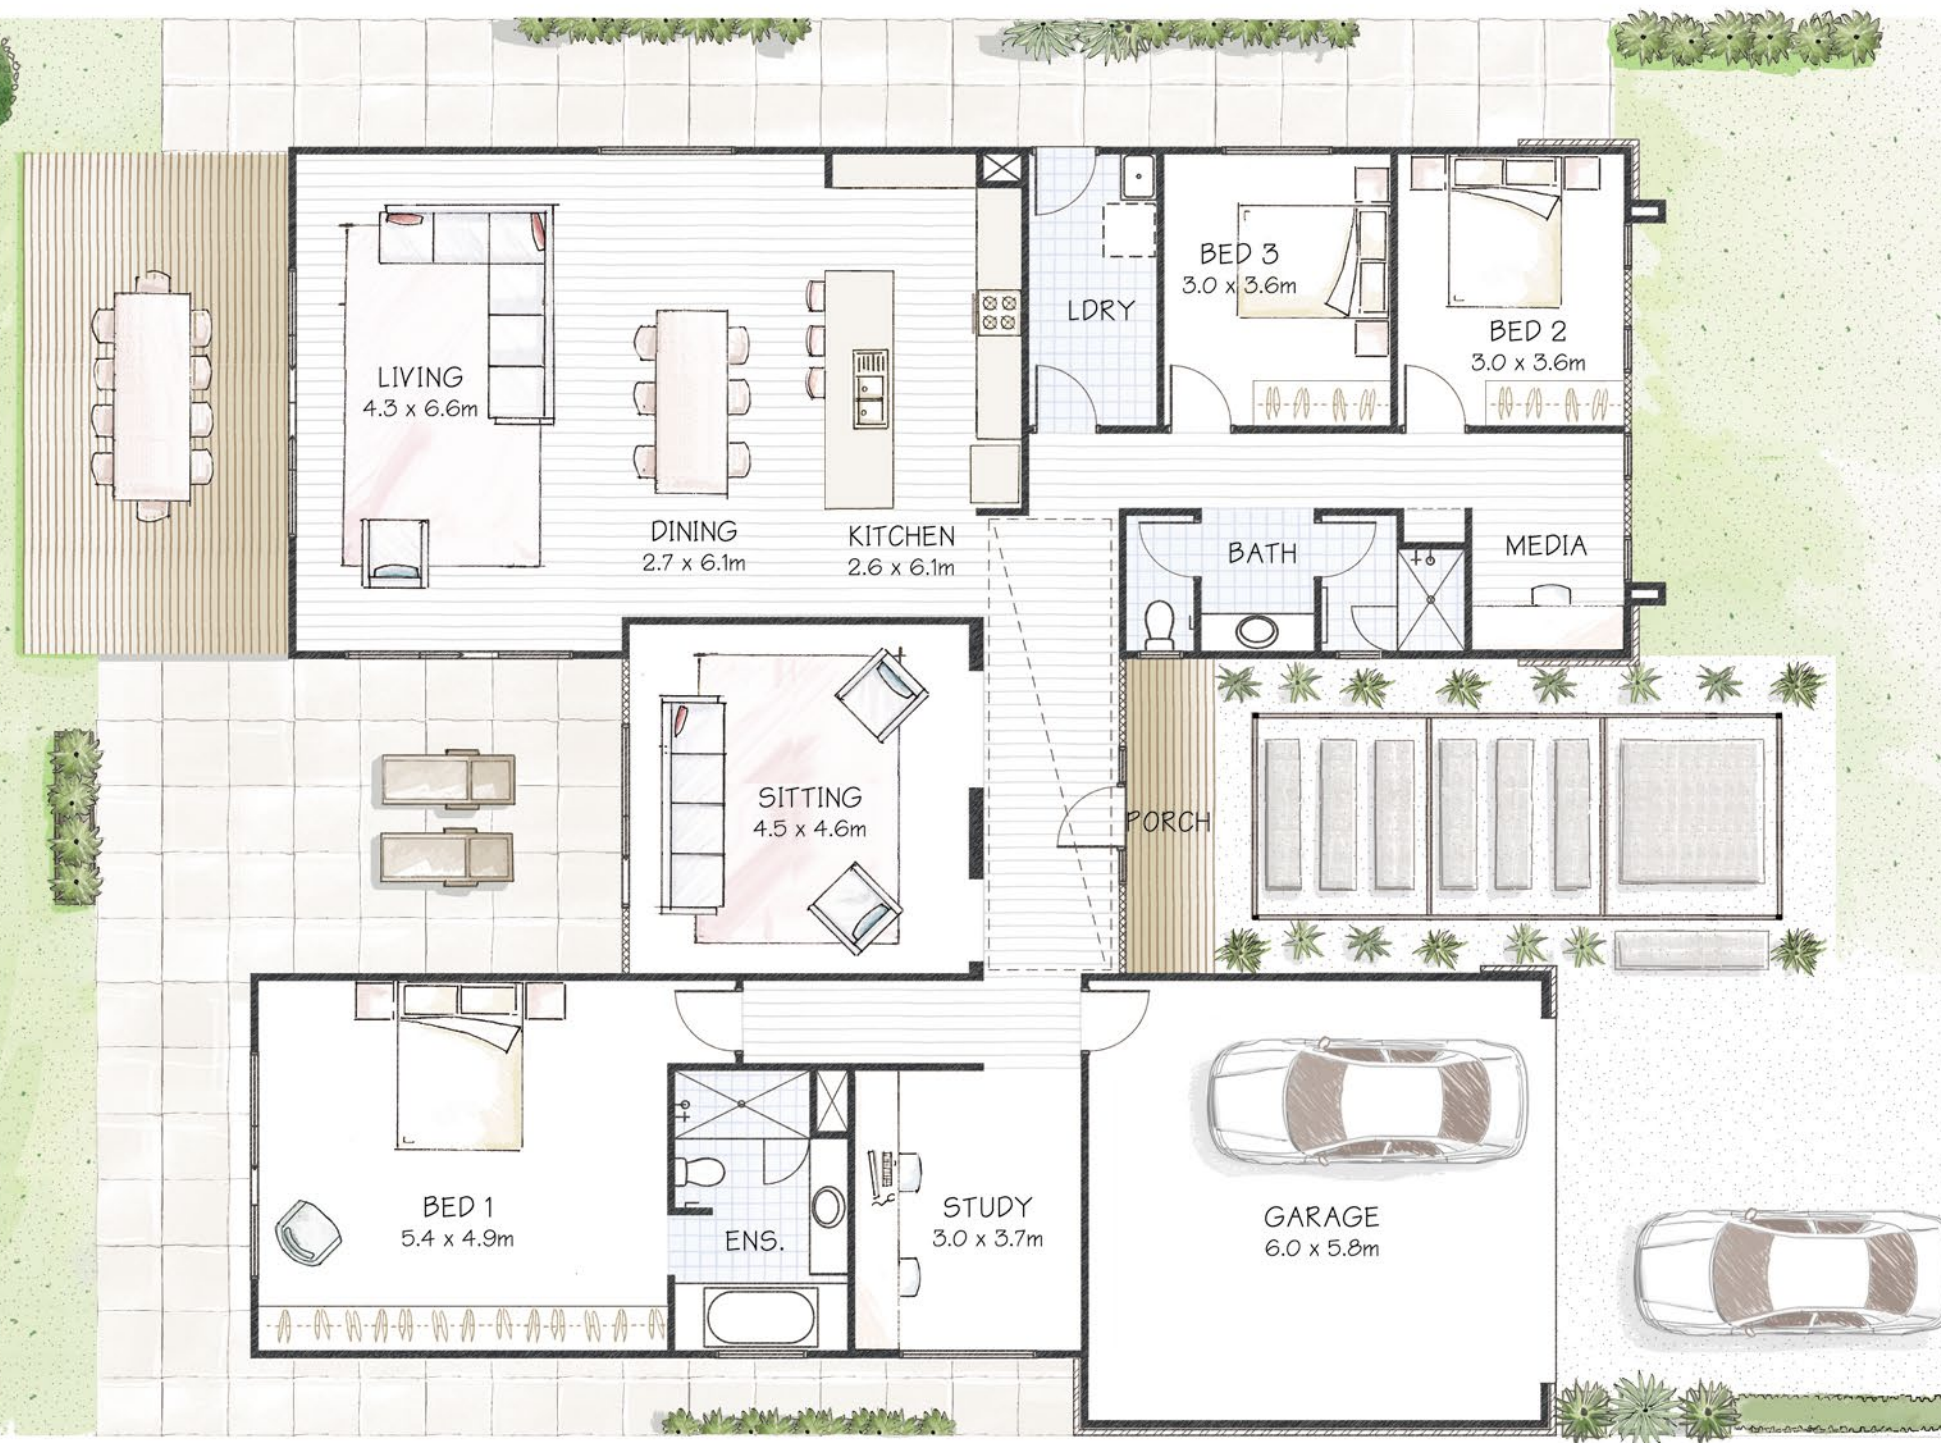 BED 3
3.0 x 3.6m
LDRY
BED 2
3.0 x 3.6m
LIVING
4.3 x 6.6m
DINING
2.7 x 6.1m
KITCHEN
2.6 x 6.1m
BATH
MEDIA
SITTING
4.5 x 4.6m
PORCH
BED 1
5.4 x 4.9m
ENS.
STUDY
3.0 x 3.7m
GARAGE
6.0 x 5.8m